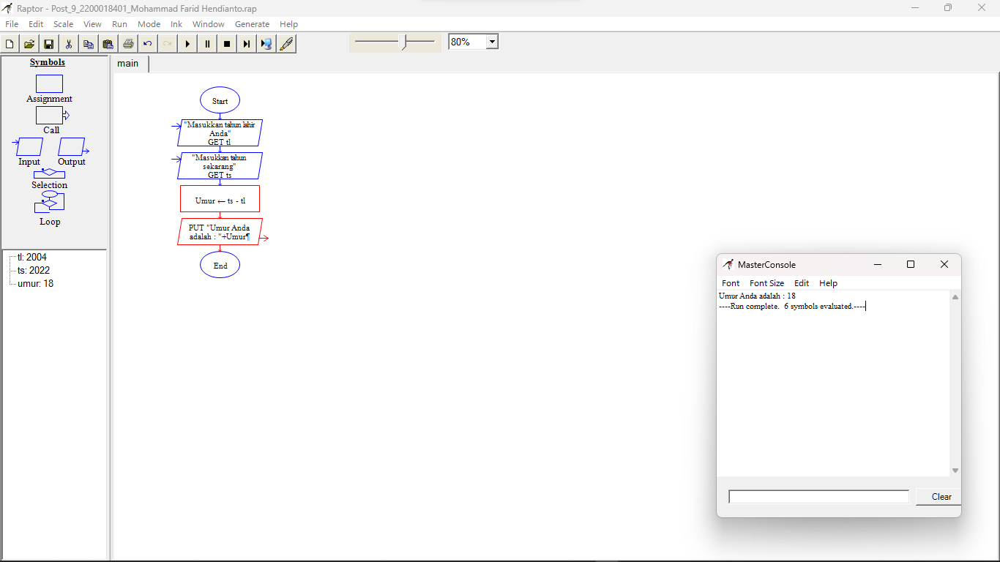 Raptor - Post_9_2200018401_Mohammad Farid Hendianto.rap
File Edit Scale View Run Mode Ink Window Generate Help
80%
Symbols
Assignment
Call
Input Output
Selection
Loop
tl: 2004
ts: 2022
umur: 18
main
Start
"Masukkan tahun lahir
Anda"
GET tl
"Masukkan tahun
sekarang"
GET ts
Umur ← ts - tl
PUT "Umur Anda
adalah : "+Umur¶
End
MasterConsole
Font Font Size Edit Help
Umur Anda adalah : 18
----Run complete.  6 symbols evaluated.----
Clear